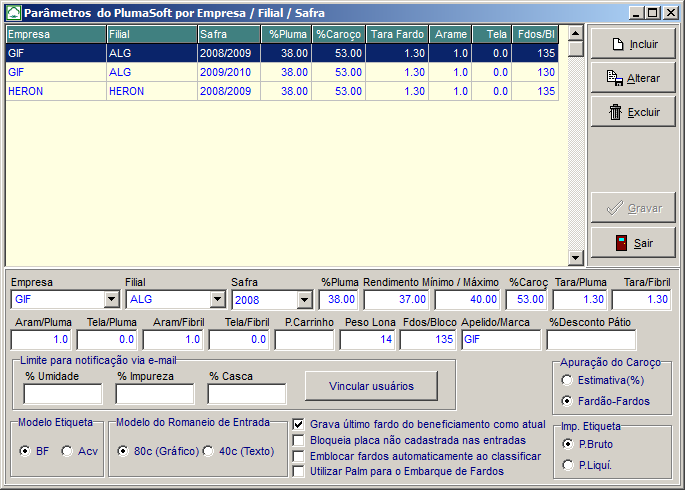 Parâmetros do PlumaSoft por Empresa / Filial / Safra
Empresa Filial Safra %Pluma %Caroço Tara Fardo Arame Tela Fdos/Bl
GIF ALG 2008/2009 38.00 53.00 1.30 1.0 0.0 135
GIF ALG 2009/2010 38.00 53.00 1.30 1.0 0.0 130
HERON HERON 2008/2009 38.00 53.00 1.30 1.0 0.0 135
Incluir
Alterar
Excluir
Gravar
Sair
Empresa Filial Safra %Pluma Rendimento Mínimo / Máximo %Caroç Tara/Pluma Tara/Fibril
GIF ALG 2008 38.00 37.00 40.00 53.00 1.30 1.30
Aram/Pluma Tela/Pluma Aram/Fibril Tela/Fibril P.Carrinho Peso Lona Fdos/Bloco Apelido/Marca %Desconto Pátio
1.0 0.0 1.0 0.0 14 135 GIF
Limite para notificação via e-mail
% Umidade % Impureza % Casca
Vincular usuários
Apuração do Caroço
Estimativa(%)
Fardão-Fardos
Modelo Etiqueta
BF Acv
Modelo do Romaneio de Entrada
80c (Gráfico) 40c (Texto)
Grava último fardo do beneficiamento como atual
Bloqueia placa não cadastrada nas entradas
Emblocar fardos automaticamente ao classificar
Utilizar Palm para o Embarque de Fardos
Imp. Etiqueta
P.Bruto
P.Liquí.